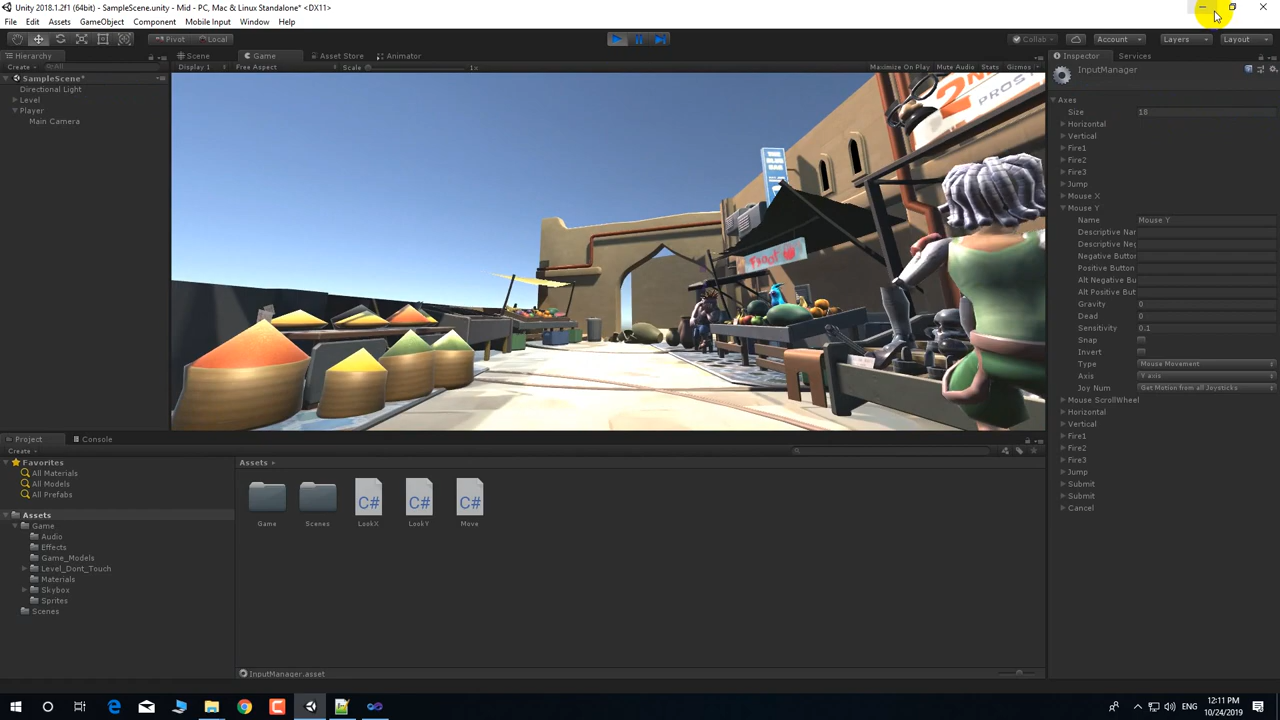 Unity 2018.1.2f1 (64bit) - SampleScene.unity - Mid - PC, Mac & Linux Standalone* <DX11>
File Edit Assets GameObject Component Mobile Input Window Help
Pivot Local Collab Account Layers Layout
Hierarchy Scene Game Asset Store Animator Inspector Services
Create All Display 1 Free Aspect Scale 1x Maximize On Play Mute Audio Stats Gizmos
InputManager
SampleScene*
Directional Light
Level
Player
Main Camera
2N
PROST
THE BLUE BAR
Axes
Size 18
Horizontal
Vertical
Fire1
Fire2
Fire3
Jump
Mouse X
Mouse Y
Name Mouse Y
Descriptive Nar
Descriptive Neg
Negative Button
Positive Button
Alt Negative Bu
Alt Positive But
Gravity 0
Dead 0
Sensitivity 0.1
Snap
Invert
Type Mouse Movement
Axis Y axis
Joy Num Get Motion from all Joysticks
Mouse ScrollWheel
Horizontal
Vertical
Fire1
Fire2
Fire3
Jump
Submit
Submit
Cancel
Project Console
Create
Favorites
All Materials
All Models
All Prefabs
Assets
Game
Audio
Effects
Game_Models
Level_Dont_Touch
Materials
Skybox
Sprites
Scenes
Assets
C# C# C#
Game Scenes LookX LookY Move
InputManager.asset
12:11 PM
10/24/2019